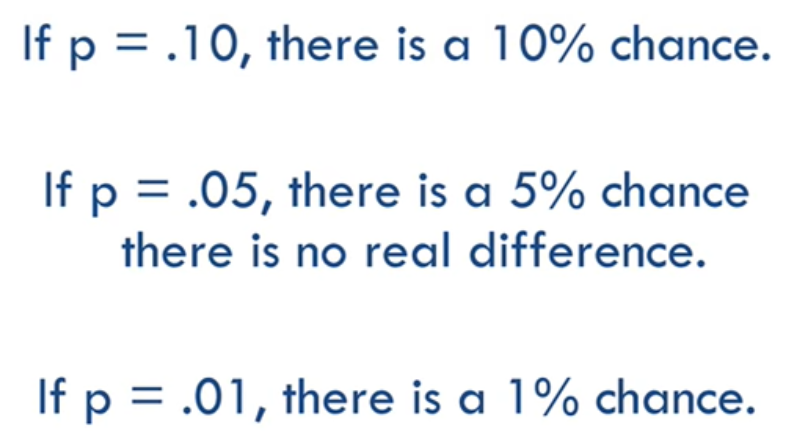 If p = .10, there is a 10% chance.
If p = .05, there is a 5% chance
there is no real difference.
If p = .01, there is a 1% chance.